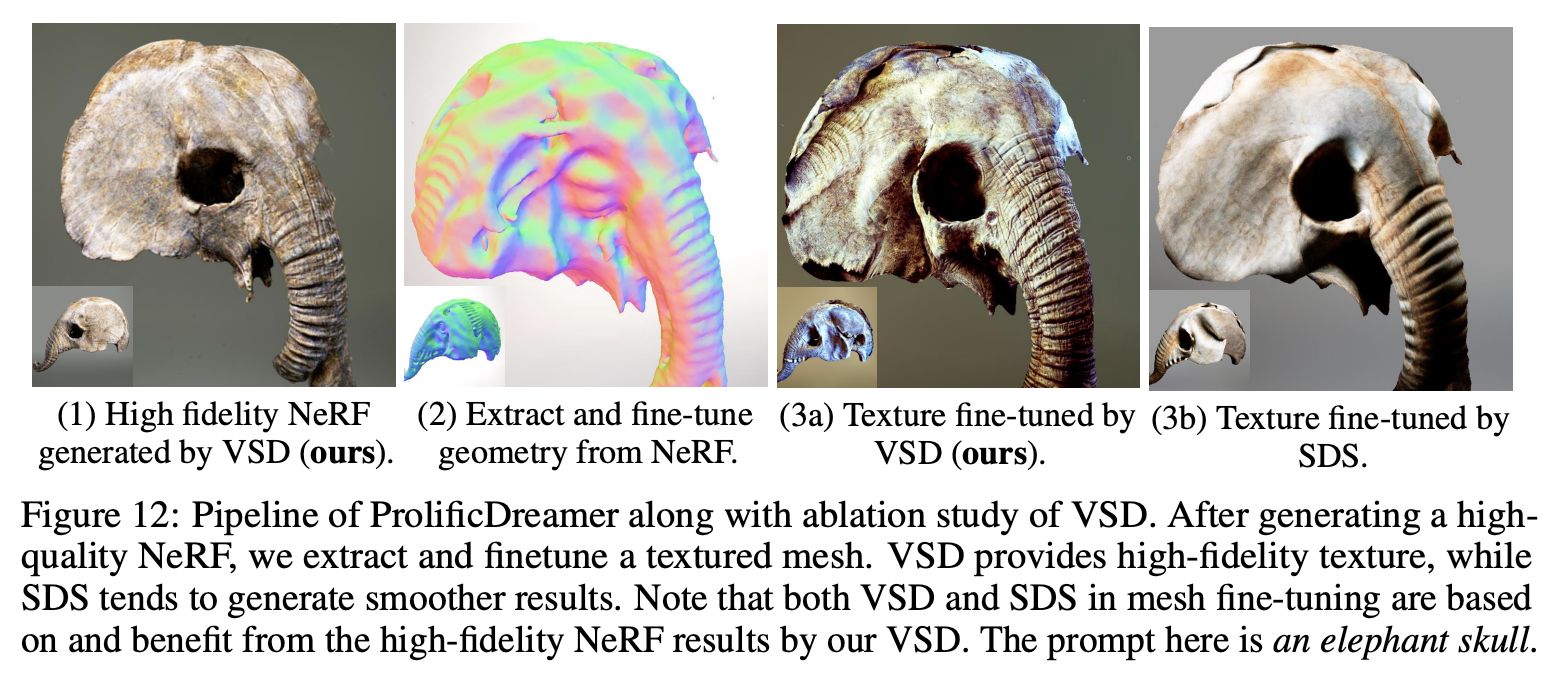 (1) High fidelity NeRF
generated by VSD (ours).
(2) Extract and fine-tune
geometry from NeRF.
(3a) Texture fine-tuned by
VSD (ours).
(3b) Texture fine-tuned by
SDS.
Figure 12: Pipeline of ProlificDreamer along with ablation study of VSD. After generating a high-
quality NeRF, we extract and finetune a textured mesh. VSD provides high-fidelity texture, while
SDS tends to generate smoother results. Note that both VSD and SDS in mesh fine-tuning are based
on and benefit from the high-fidelity NeRF results by our VSD. The prompt here is an elephant skull.